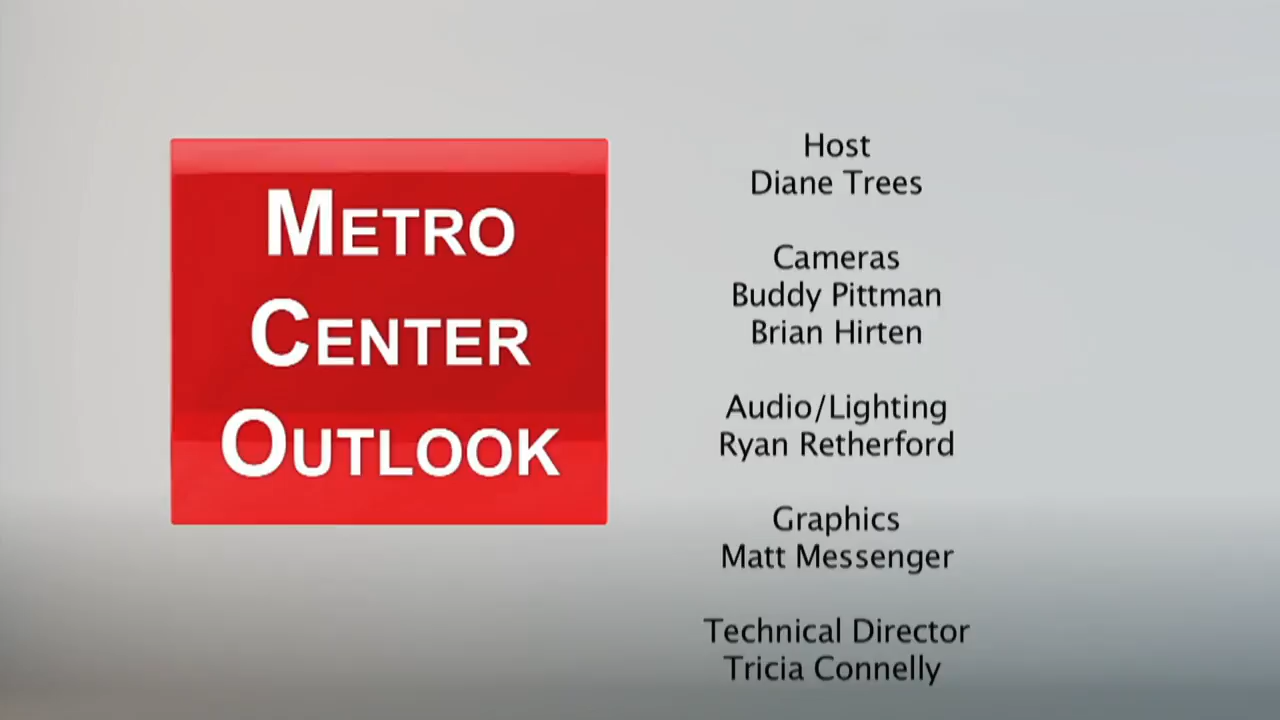 METRO
CENTER
OUTLOOK
Host
Diane Trees
Cameras
Buddy Pittman
Brian Hirten
Audio/Lighting
Ryan Retherford
Graphics
Matt Messenger
Technical Director
Tricia Connelly